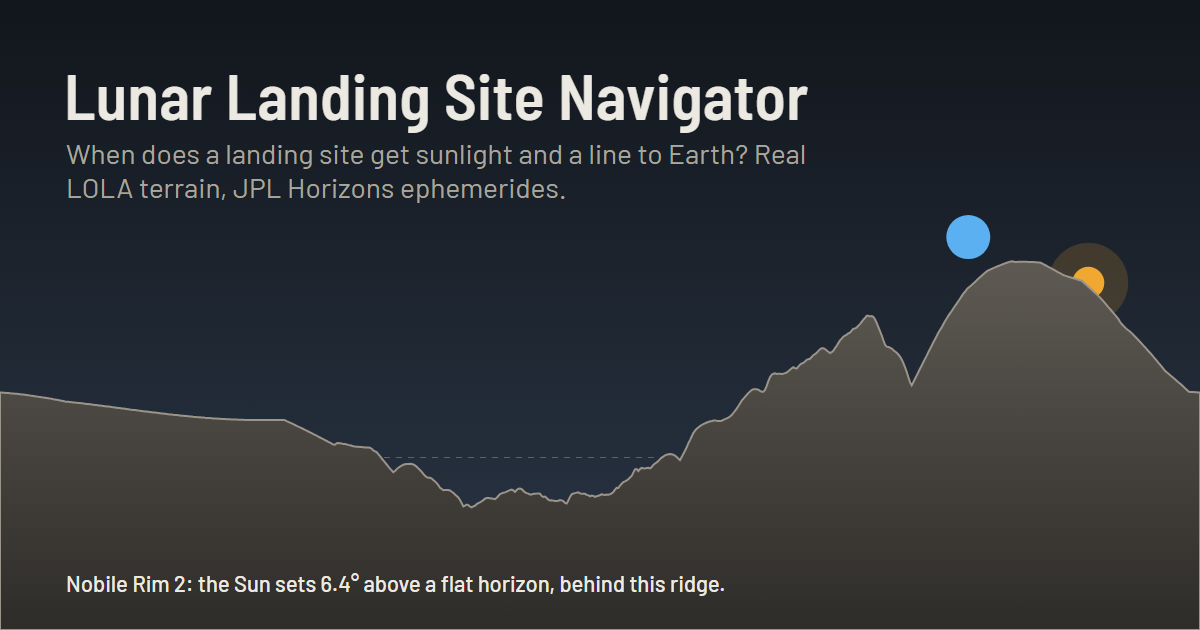 Lunar Landing Site Navigator
When does a landing site get sunlight and a line to Earth? Real
LOLA terrain, JPL Horizons ephemerides.
Nobile Rim 2: the Sun sets 6.4° above a flat horizon, behind this ridge.